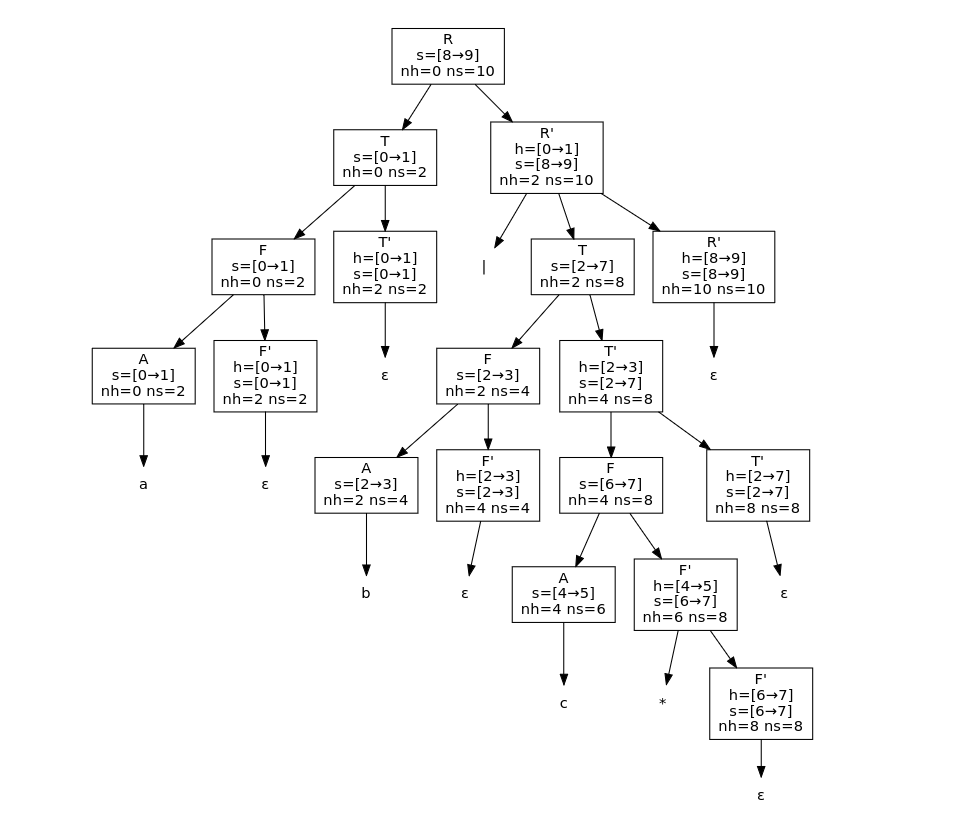 R
s=[8→9]
nh=0 ns=10
T
s=[0→1]
nh=0 ns=2
R'
h=[0→1]
s=[8→9]
nh=2 ns=10
F
s=[0→1]
nh=0 ns=2
T'
h=[0→1]
s=[0→1]
nh=2 ns=2
|
T
s=[2→7]
nh=2 ns=8
R'
h=[8→9]
s=[8→9]
nh=10 ns=10
A
s=[0→1]
nh=0 ns=2
F'
h=[0→1]
s=[0→1]
nh=2 ns=2
ε
F
s=[2→3]
nh=2 ns=4
T'
h=[2→3]
s=[2→7]
nh=4 ns=8
ε
a
ε
A
s=[2→3]
nh=2 ns=4
F'
h=[2→3]
s=[2→3]
nh=4 ns=4
F
s=[6→7]
nh=4 ns=8
T'
h=[2→7]
s=[2→7]
nh=8 ns=8
b
ε
A
s=[4→5]
nh=4 ns=6
F'
h=[4→5]
s=[6→7]
nh=6 ns=8
ε
c
*
F'
h=[6→7]
s=[6→7]
nh=8 ns=8
ε